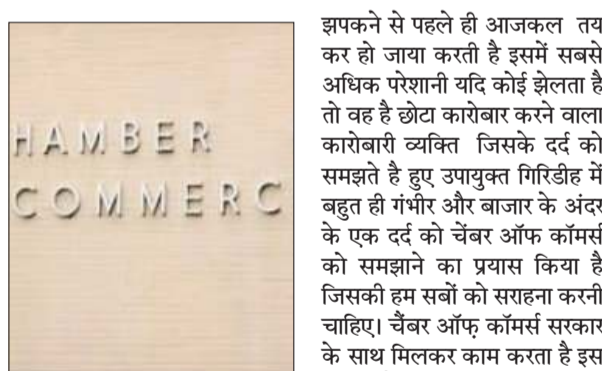 HAMBER
COMMERC
झपकने से पहले ही आजकल तय
कर हो जाया करती है इसमें सबसे
अधिक परेशानी यदि कोई झेलता है
तो वह है छोटा कारोबार करने वाला
कारोबारी व्यक्ति जिसके दर्द को
समझते है हुए उपायुक्त गिरिडीह में
बहुत ही गंभीर और बाजार के अंदर
के एक दर्द को चेंबर ऑफ कॉमर्स
को समझाने का प्रयास किया है
जिसकी हम सबों को सराहना करनी
चाहिए। चैंबर ऑफ़ कॉमर्स सरकार
के साथ मिलकर काम करता है इस